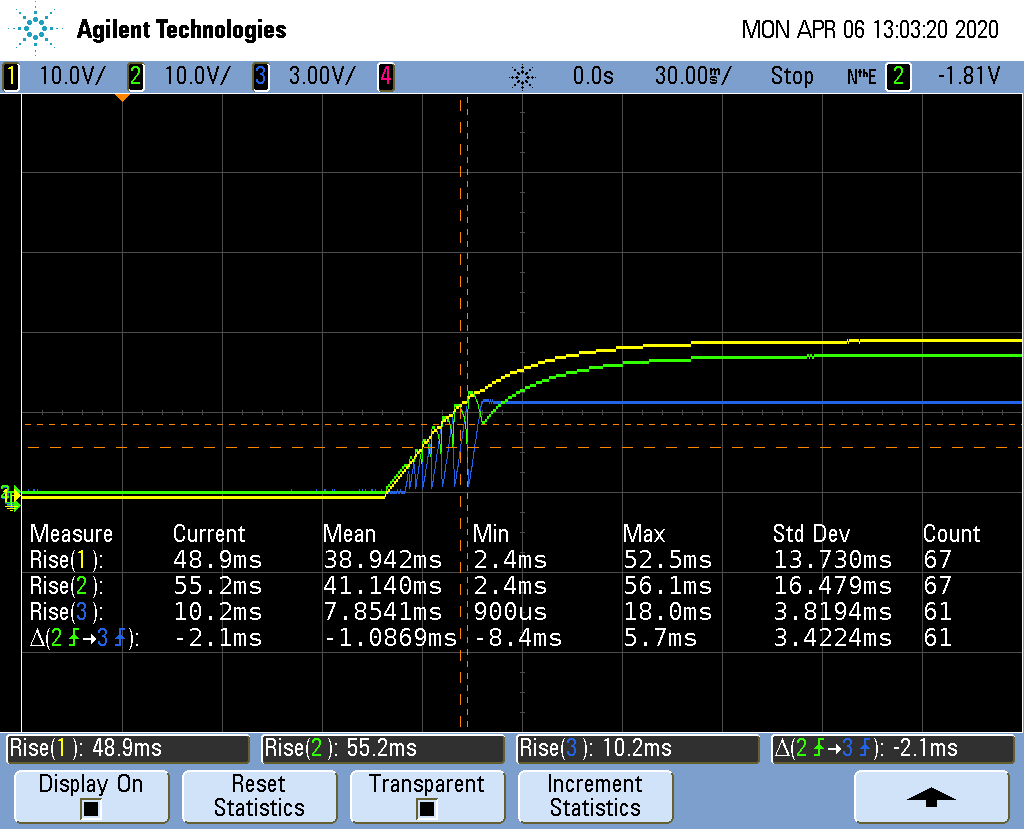 Agilent Technologies MON APR 06 13:03:20 2020
1 10.0V/ 2 10.0V/ 3 3.00V/ 4 0.0s 30.00m/ Stop NthE 2 -1.81V
Measure Current Mean Min Max Std Dev Count
Rise(1): 48.9ms 38.942ms 2.4ms 52.5ms 13.730ms 67
Rise(2): 55.2ms 41.140ms 2.4ms 56.1ms 16.479ms 67
Rise(3): 10.2ms 7.8541ms 900us 18.0ms 3.8194ms 61
Δ(2→3): -2.1ms -1.0869ms -8.4ms 5.7ms 3.4224ms 61
Rise(1): 48.9ms Rise(2): 55.2ms Rise(3): 10.2ms Δ(2→3): -2.1ms
Display On Reset Statistics Transparent Increment Statistics